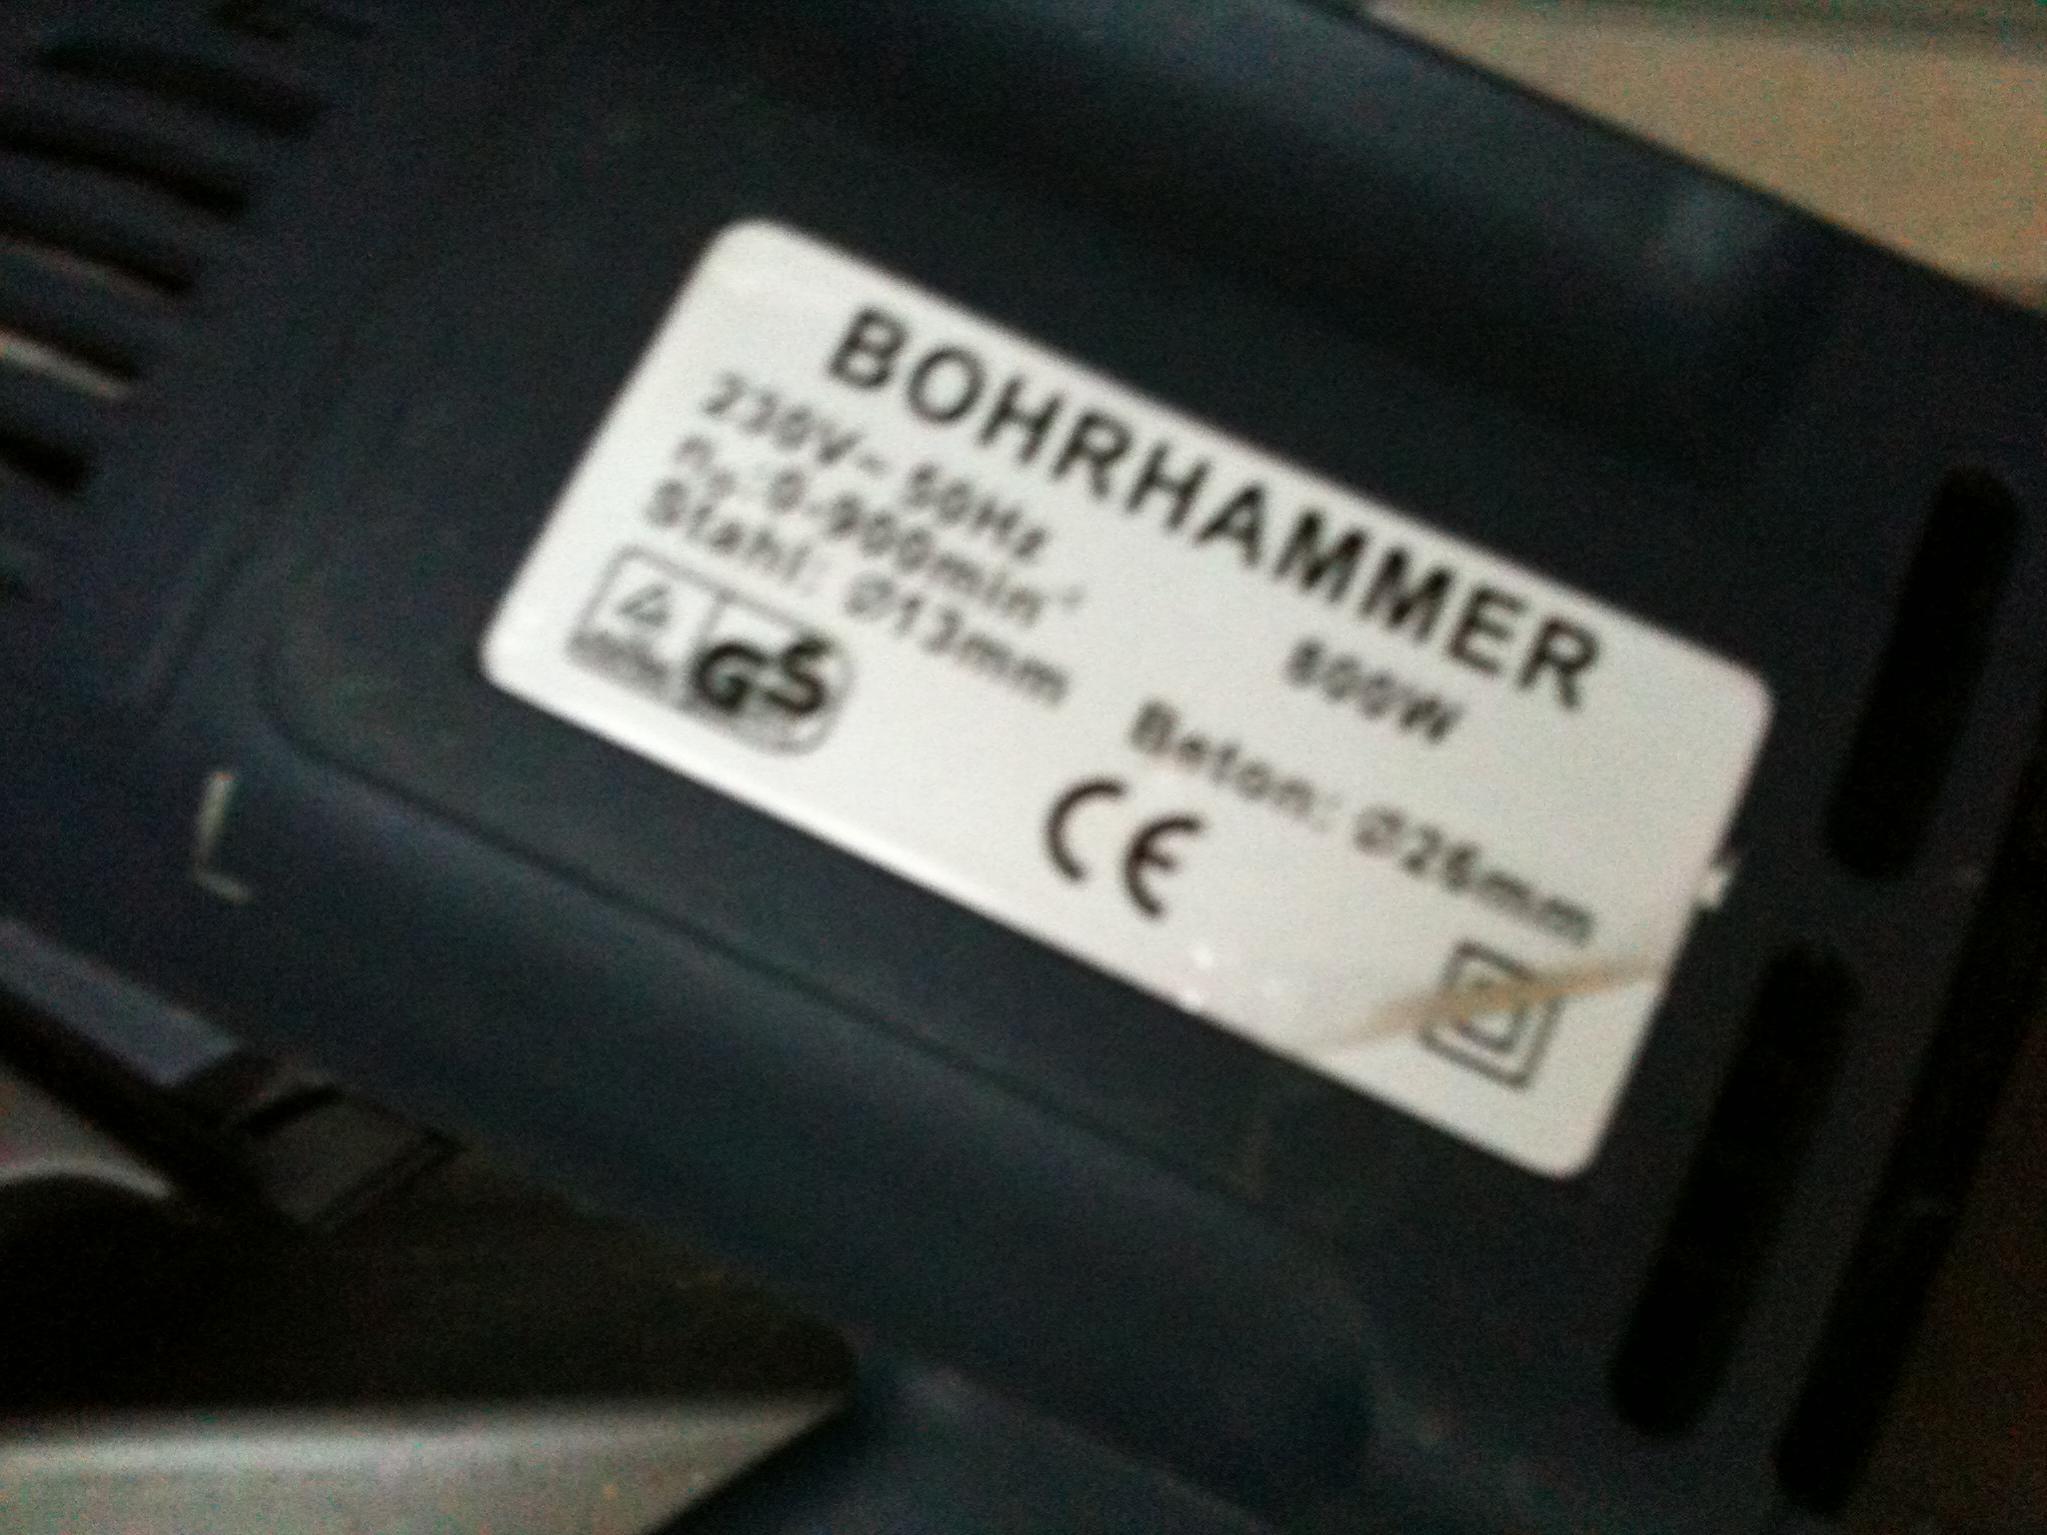 BOHRHAMMER
230V~ 50Hz 800W
n₀:0-900min⁻¹
Stahl: Ø13mm Beton: Ø26mm
GS
CE